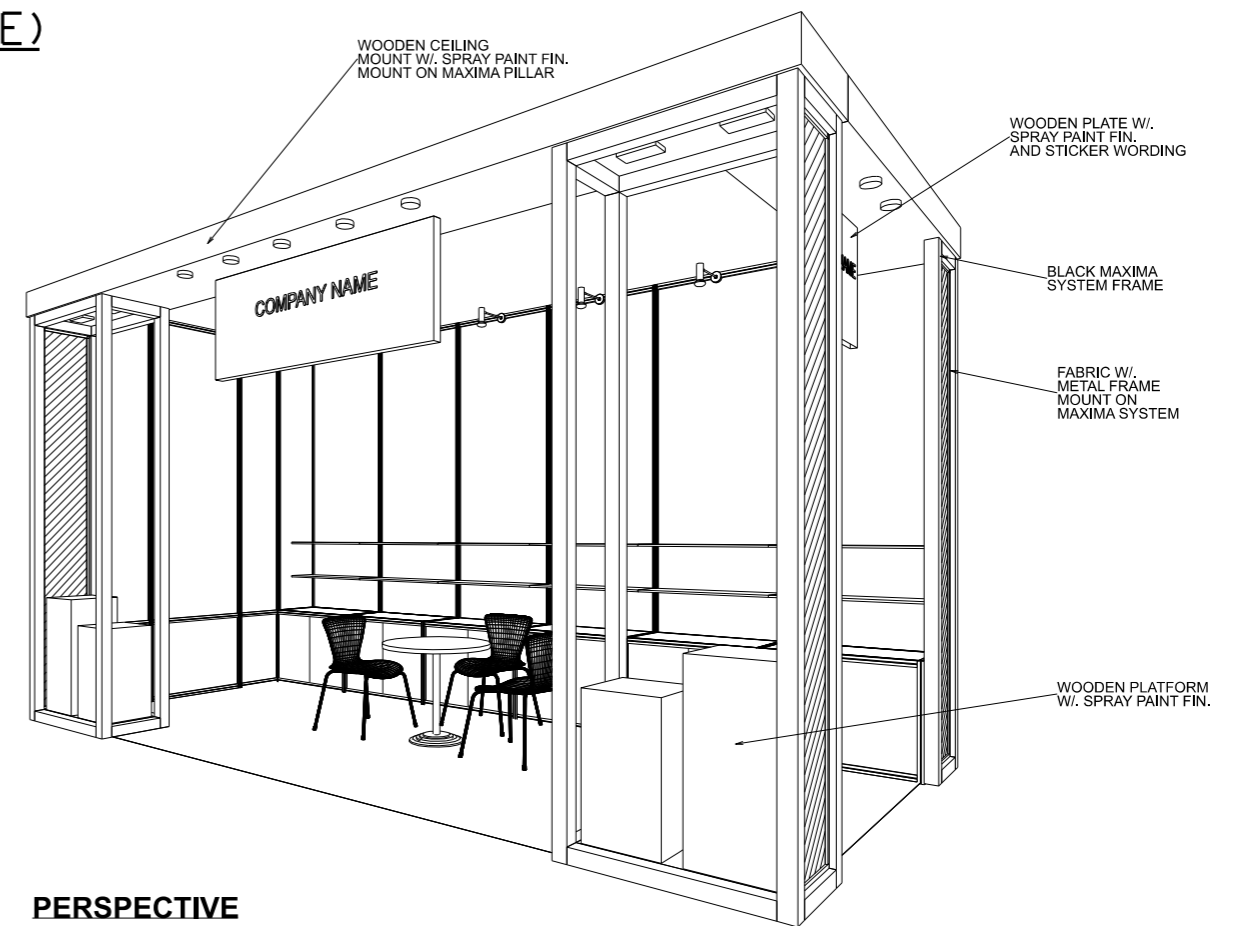 E)
WOODEN CEILING
MOUNT W/. SPRAY PAINT FIN.
MOUNT ON MAXIMA PILLAR
WOODEN PLATE W/.
SPRAY PAINT FIN.
AND STICKER WORDING
COMPANY NAME
BLACK MAXIMA
SYSTEM FRAME
FABRIC W/.
METAL FRAME
MOUNT ON
MAXIMA SYSTEM
WOODEN PLATFORM
W/. SPRAY PAINT FIN.
PERSPECTIVE